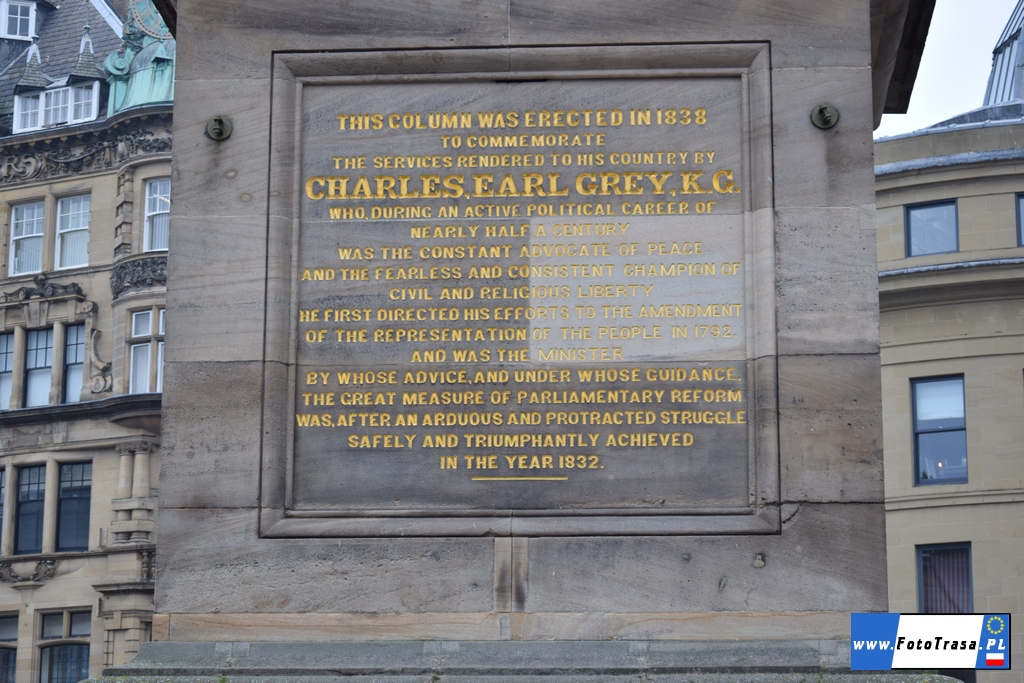 THIS COLUMN WAS ERECTED IN 1838
TO COMMEMORATE
THE SERVICES RENDERED TO HIS COUNTRY BY
CHARLES, EARL GREY, K.G.
WHO, DURING AN ACTIVE POLITICAL CAREER OF
NEARLY HALF A CENTURY
WAS THE CONSTANT ADVOCATE OF PEACE
AND THE FEARLESS AND CONSISTENT CHAMPION OF
CIVIL AND RELIGIOUS LIBERTY
HE FIRST DIRECTED HIS EFFORTS TO THE AMENDMENT
OF THE REPRESENTATION OF THE PEOPLE IN 1792.
AND WAS THE MINISTER
BY WHOSE ADVICE, AND UNDER WHOSE GUIDANCE,
THE GREAT MEASURE OF PARLIAMENTARY REFORM
WAS, AFTER AN ARDUOUS AND PROTRACTED STRUGGLE
SAFELY AND TRIUMPHANTLY ACHIEVED
IN THE YEAR 1832.
www.FotoTrasa.PL